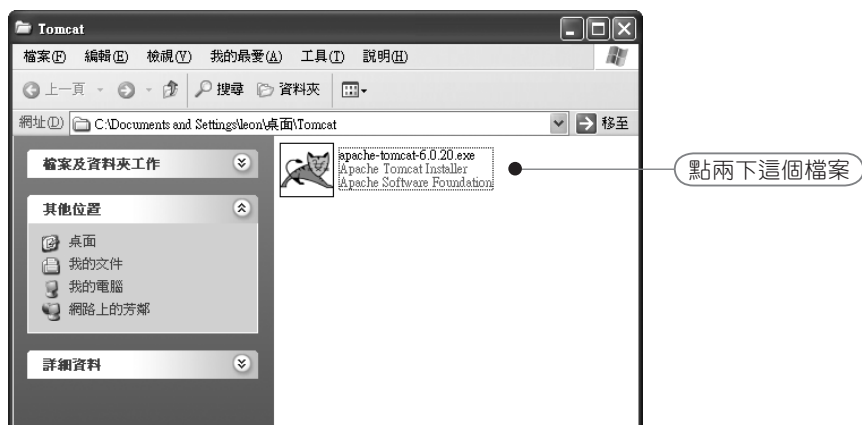 Tomcat
檔案(F) 編輯(E) 檢視(V) 我的最愛(A) 工具(T) 說明(H)
上一頁 搜尋 資料夾
網址(D) C:\Documents and Settings\leon\桌面\Tomcat 移至
檔案及資料夾工作
其他位置
桌面
我的文件
我的電腦
網路上的芳鄰
詳細資料
apache-tomcat-6.0.20.exe
Apache Tomcat Installer
Apache Software Foundation
點兩下這個檔案